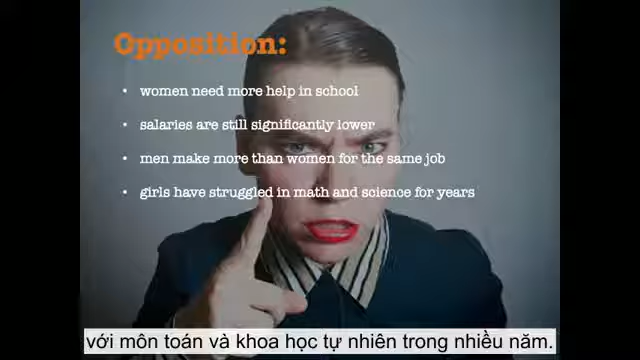 Opposition:
• women need more help in school
• salaries are still significantly lower
• men make more than women for the same job
• girls have struggled in math and science for years
với môn toán và khoa học tự nhiên trong nhiều năm.